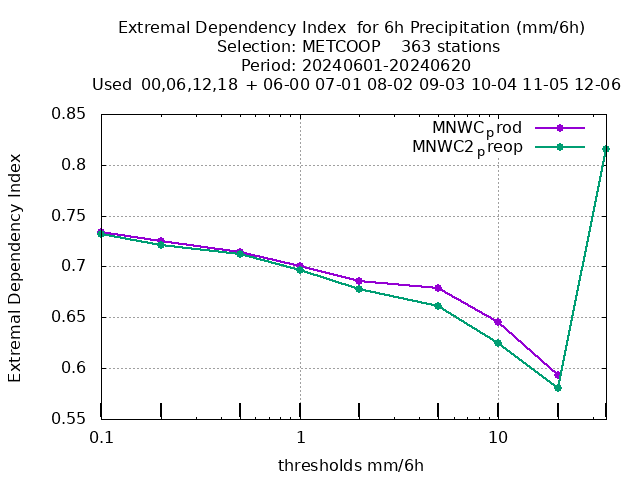 Extremal Dependency Index  for 6h Precipitation (mm/6h)
Selection: METCOOP    363 stations
Period: 20240601-20240620
Used  00,06,12,18  + 06-00 07-01 08-02 09-03 10-04 11-05 12-06
Extremal Dependency Index
0.85
0.8
0.75
0.7
0.65
0.6
0.55
MNWCprod
MNWC2preop
0.1
1
10
thresholds mm/6h